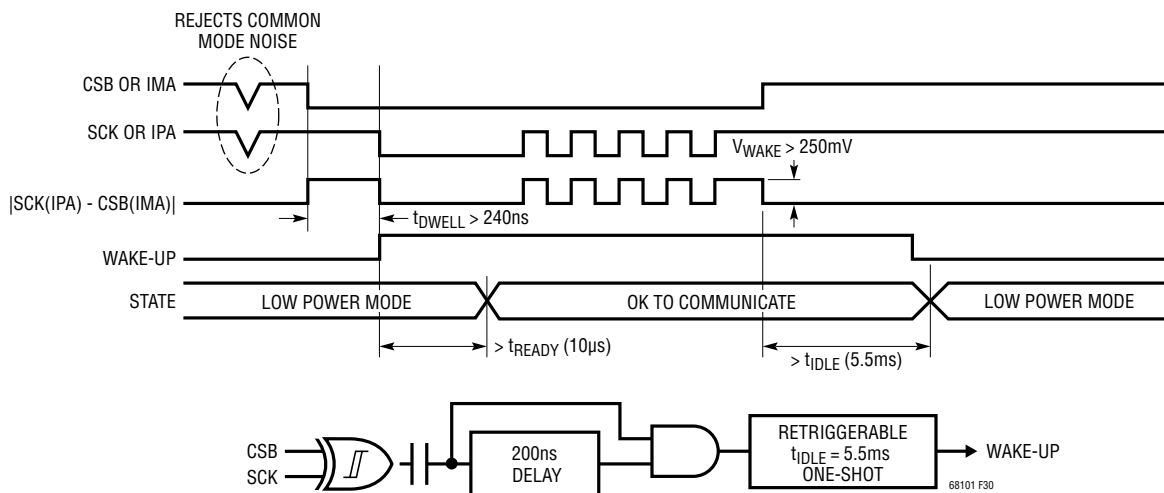 REJECTS COMMON
MODE NOISE
CSB OR IMA
SCK OR IPA
VWAKE > 250mV
|SCK(IPA) - CSB(IMA)|
tDWELL > 240ns
WAKE-UP
STATE
LOW POWER MODE
OK TO COMMUNICATE
LOW POWER MODE
> tREADY (10µs)
> tIDLE (5.5ms)
CSB
SCK
200ns
DELAY
RETRIGGERABLE
tIDLE = 5.5ms
ONE-SHOT
WAKE-UP
68101 F30